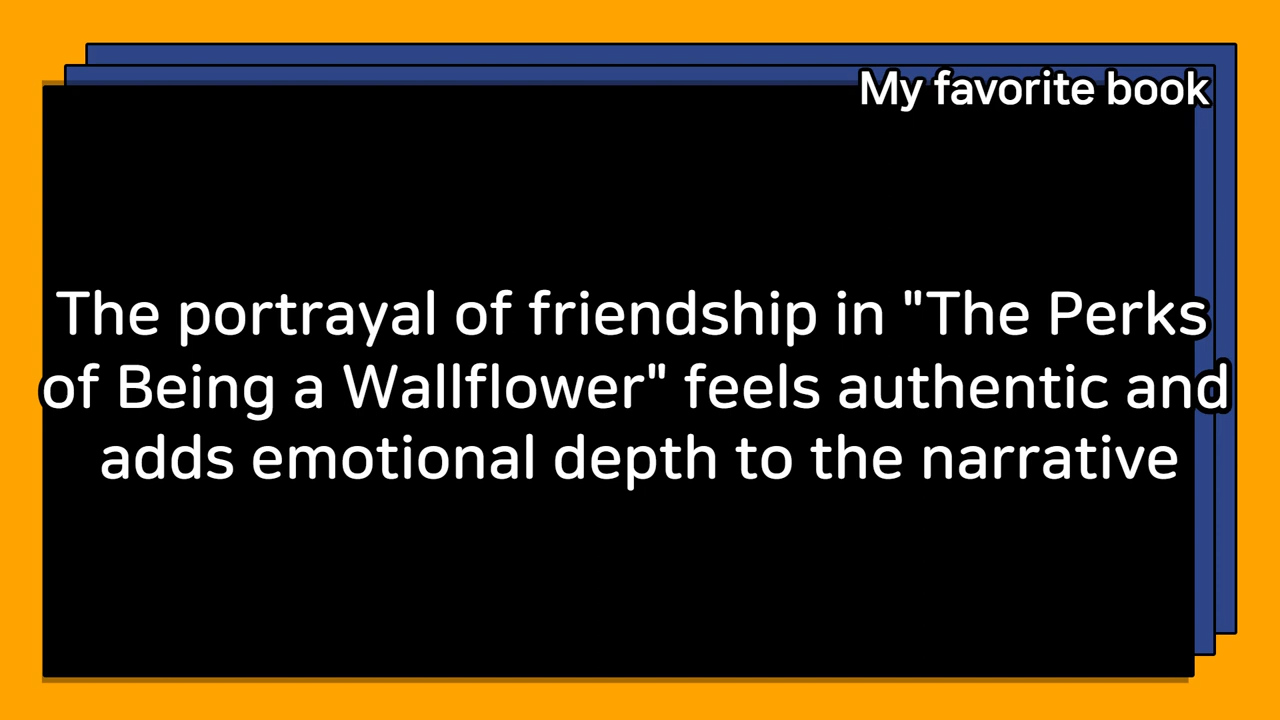 My favorite book
The portrayal of friendship in "The Perks
of Being a Wallflower" feels authentic and
adds emotional depth to the narrative